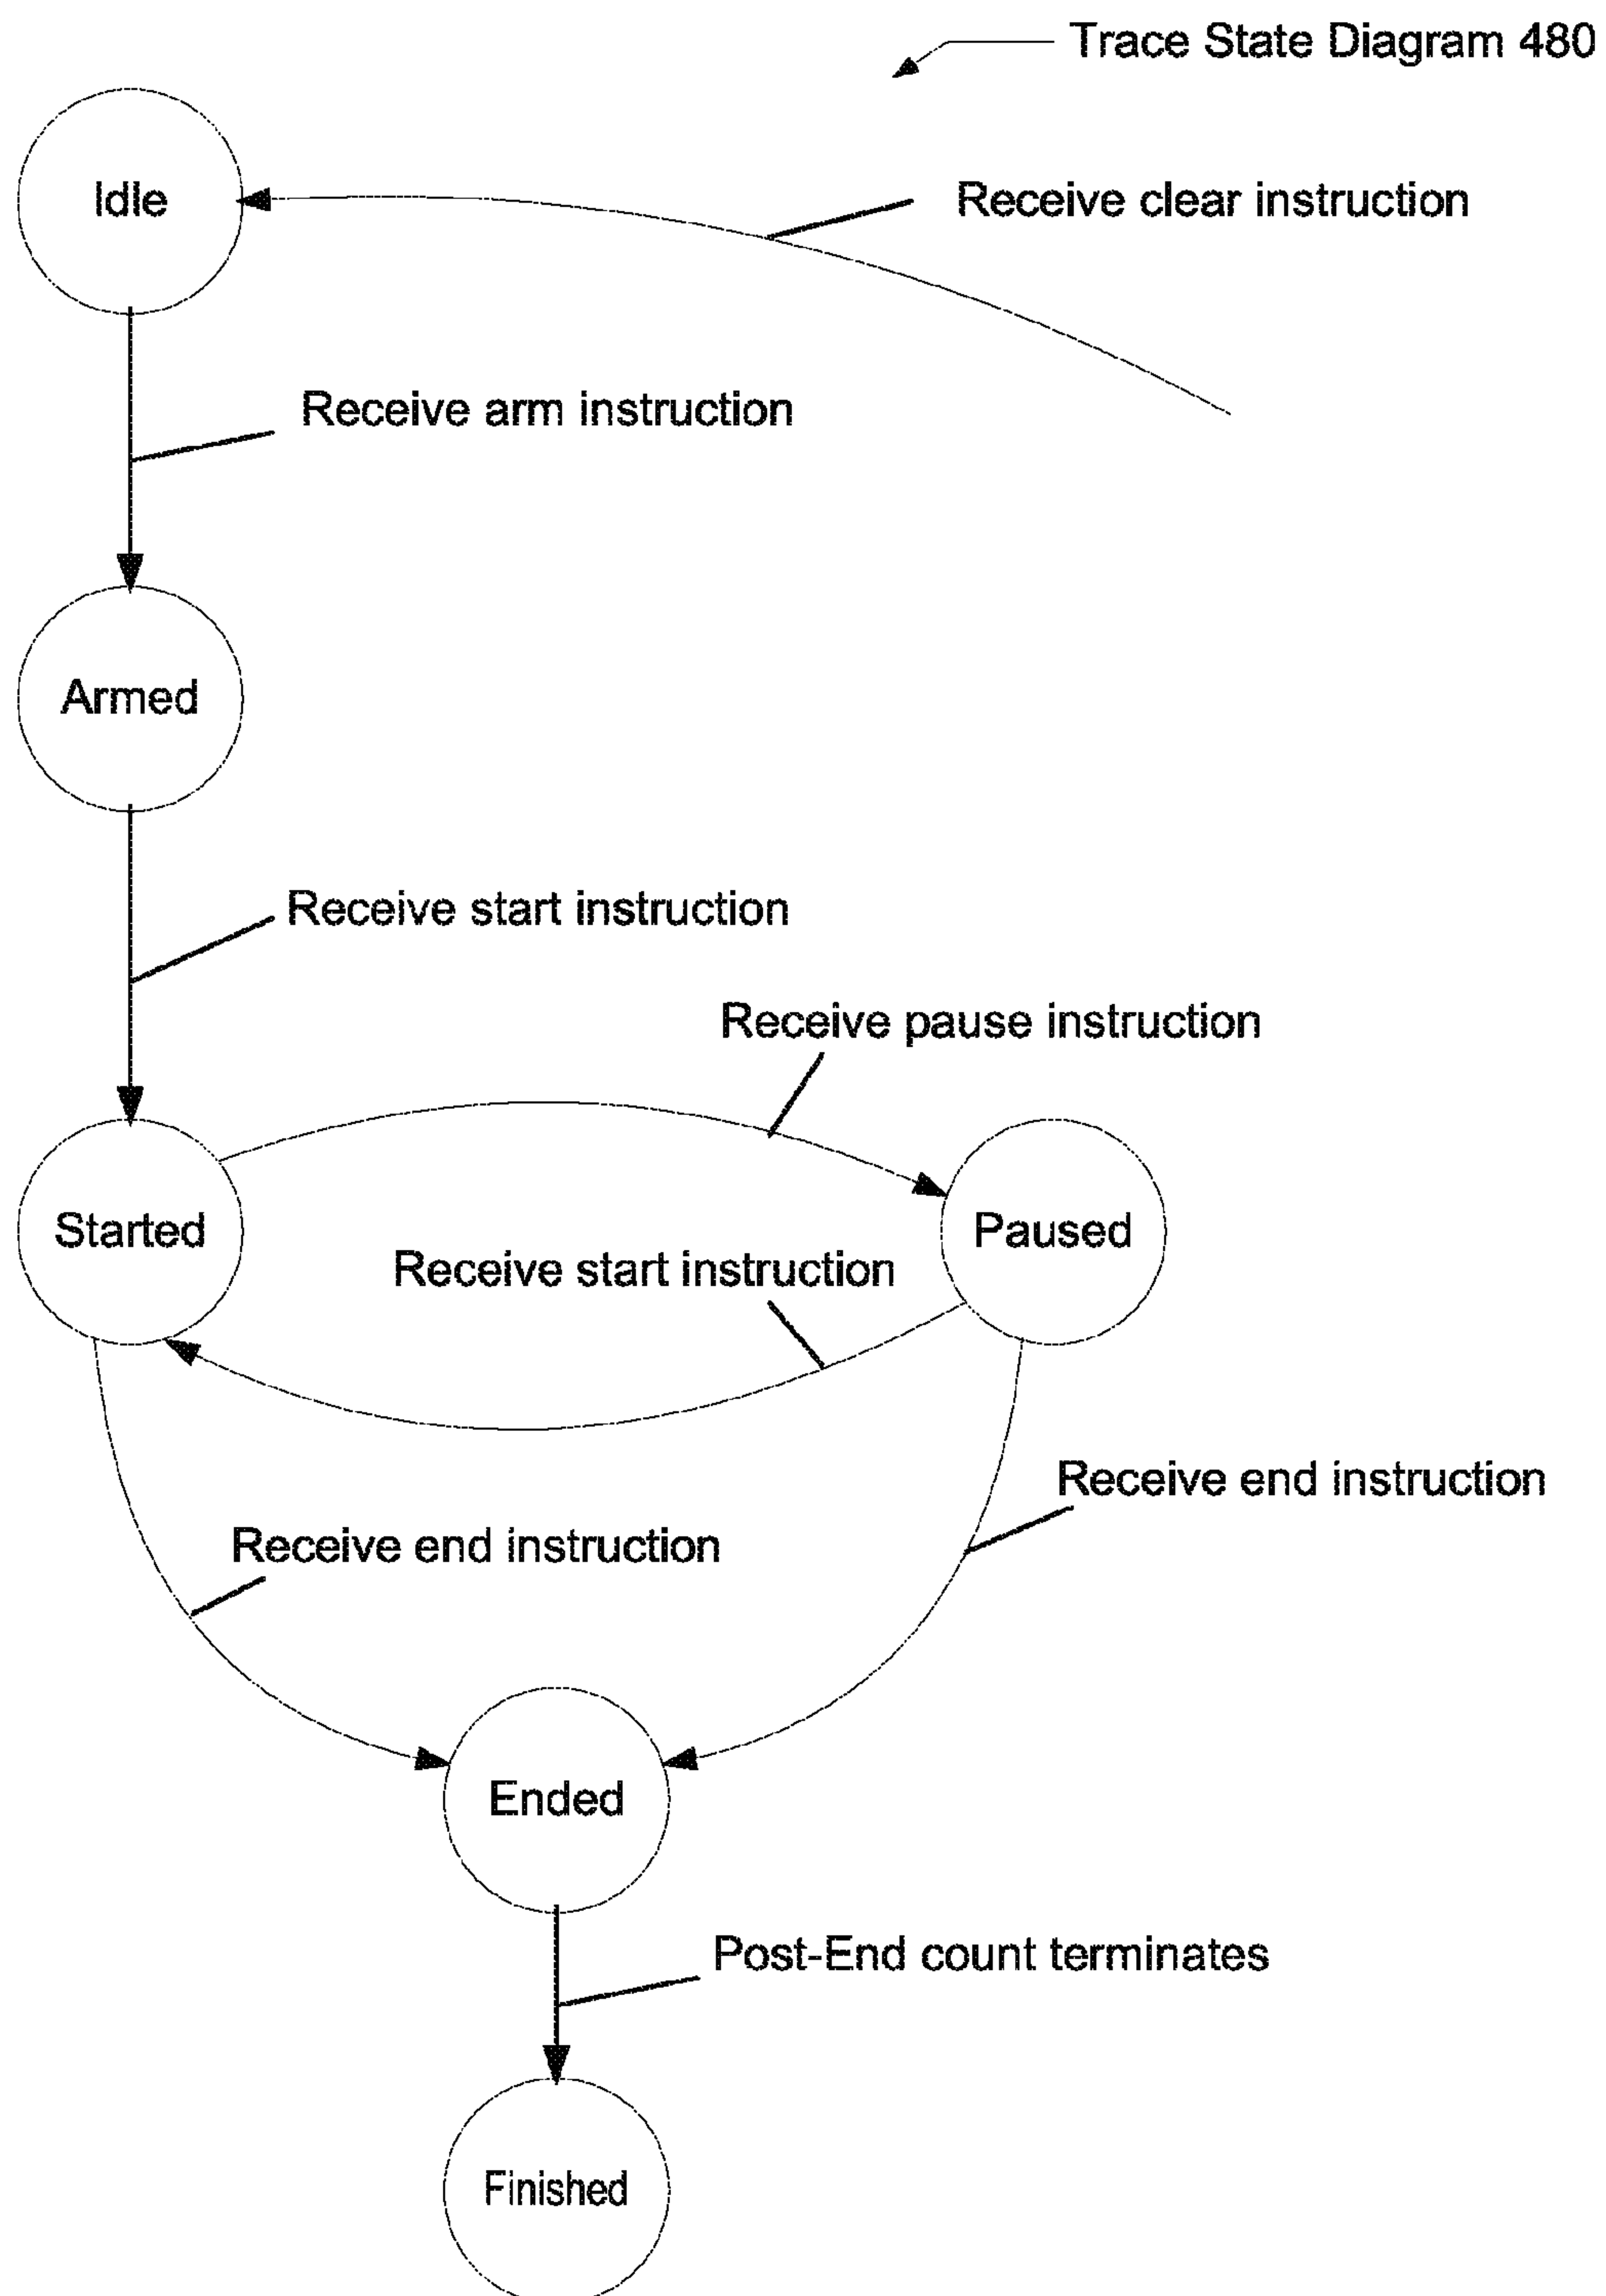 Trace State Diagram 480
Idle
Receive clear instruction
Receive arm instruction
Armed
Receive start instruction
Receive pause instruction
Started
Paused
Receive start instruction
Receive end instruction
Receive end instruction
Ended
Post-End count terminates
Finished